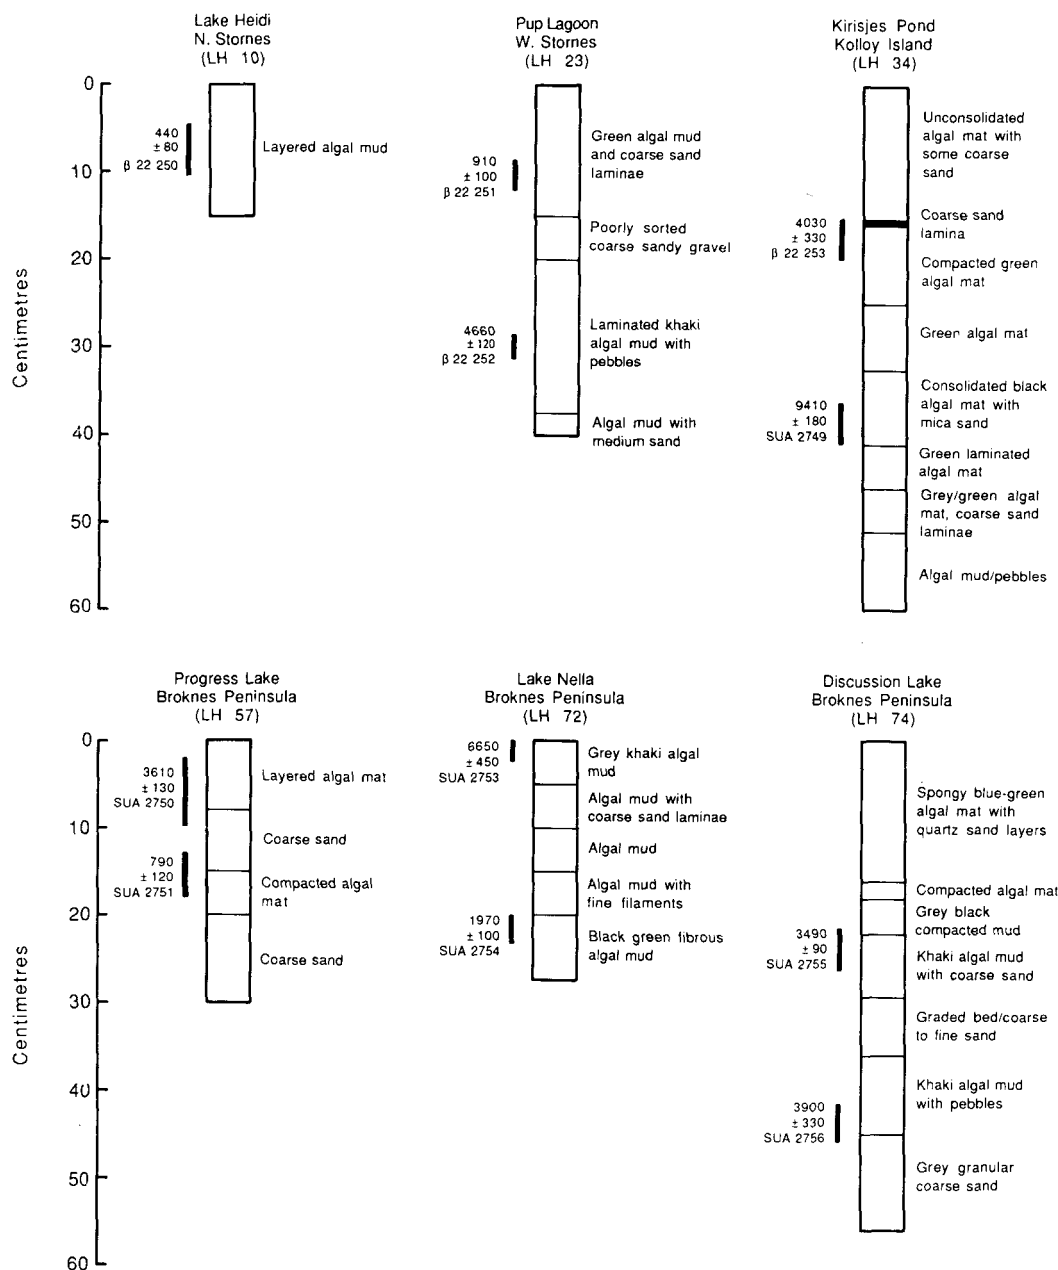 Lake Heidi
N. Stornes
(LH 10)
Pup Lagoon
W. Stornes
(LH 23)
Kirisjes Pond
Kolloy Island
(LH 34)
Centimetres
0
10
20
30
40
50
60
440
± 80
β 22 250
Layered algal mud
910
± 100
β 22 251
4660
± 120
β 22 252
Green algal mud
and coarse sand
laminae
Poorly sorted
coarse sandy gravel
Laminated khaki
algal mud with
pebbles
Algal mud with
medium sand
4030
± 330
β 22 253
9410
± 180
SUA 2749
Unconsolidated
algal mat with
some coarse
sand
Coarse sand
lamina
Compacted green
algal mat
Green algal mat
Consolidated black
algal mat with
mica sand
Green laminated
algal mat
Grey/green algal
mat, coarse sand
laminae
Algal mud/pebbles
Progress Lake
Broknes Peninsula
(LH 57)
Lake Nella
Broknes Peninsula
(LH 72)
Discussion Lake
Broknes Peninsula
(LH 74)
Centimetres
0
10
20
30
40
50
60
3610
± 130
SUA 2750
790
± 120
SUA 2751
Layered algal mat
Coarse sand
Compacted algal
mat
Coarse sand
6650
± 450
SUA 2753
1970
± 100
SUA 2754
Grey khaki algal
mud
Algal mud with
coarse sand laminae
Algal mud
Algal mud with
fine filaments
Black green fibrous
algal mud
3490
± 90
SUA 2755
3900
± 330
SUA 2756
Spongy blue-green
algal mat with
quartz sand layers
Compacted algal mat
Grey black
compacted mud
Khaki algal mud
with coarse sand
Graded bed/coarse
to fine sand
Khaki algal mud
with pebbles
Grey granular
coarse sand